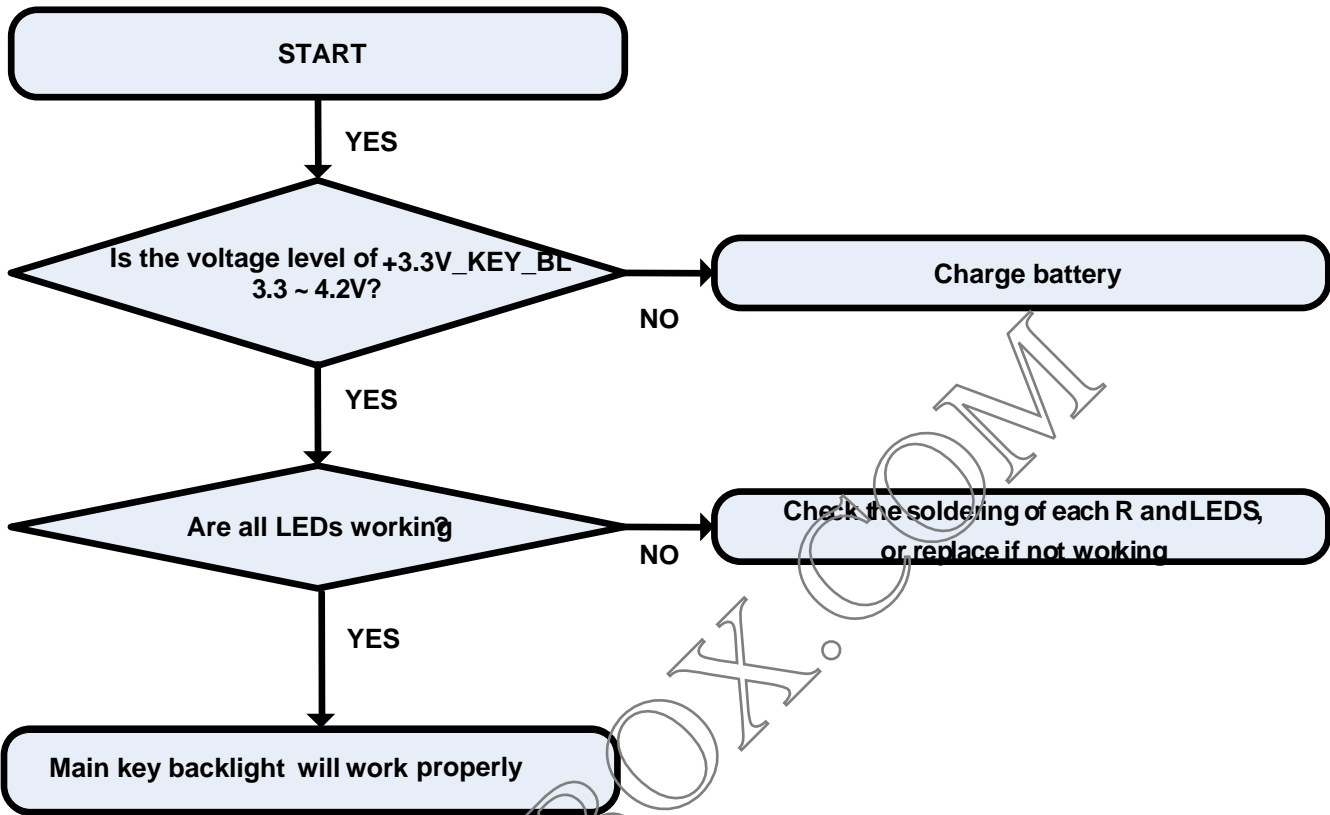 START
YES
Is the voltage level of +3.3V_KEY_BL
3.3 ~ 4.2V?
NO
Charge battery
YES
Are all LEDs working?
NO
Check the soldering of each R and LEDS,
or replace if not working
YES
Main key backlight will work properly
OX.COM